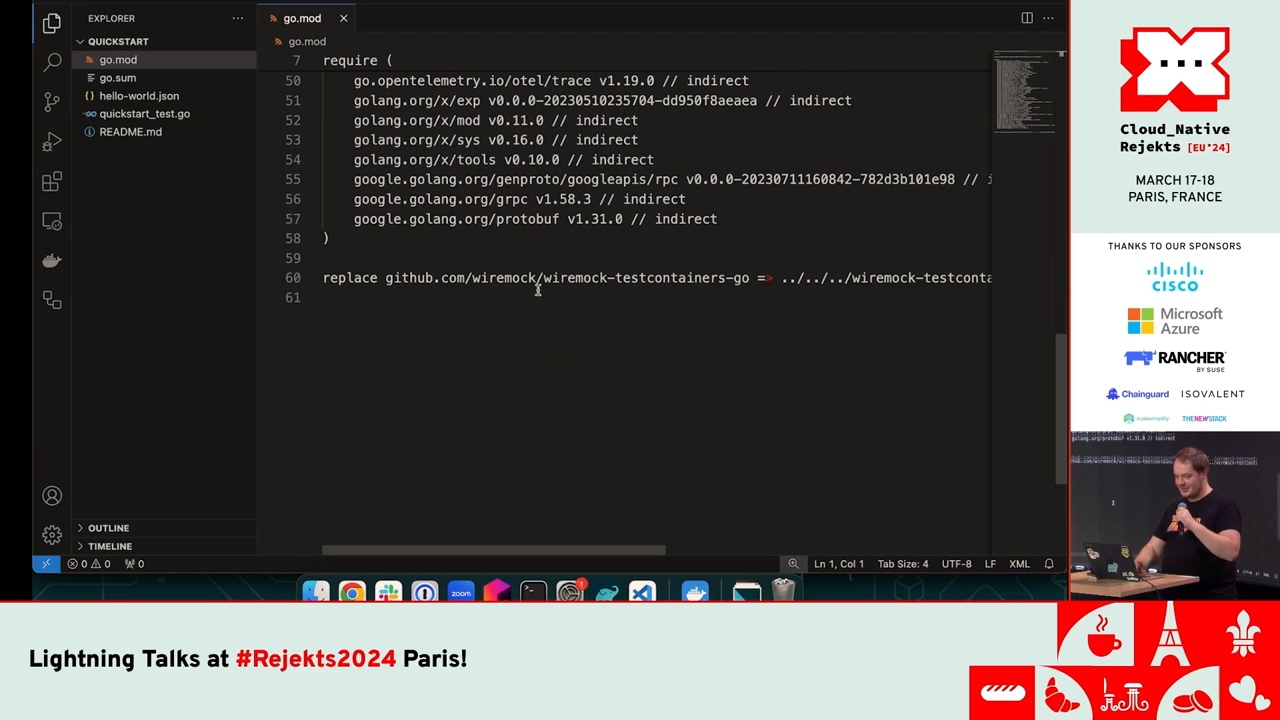 EXPLORER
QUICKSTART
go.mod
go.sum
hello-world.json
quickstart_test.go
README.md
OUTLINE
TIMELINE
go.mod
go.mod
7 require (
50 go.opentelemetry.io/otel/trace v1.19.0 // indirect
51 golang.org/x/exp v0.0.0-20230510235704-dd950f8aeaea // indirect
52 golang.org/x/mod v0.11.0 // indirect
53 golang.org/x/sys v0.16.0 // indirect
54 golang.org/x/tools v0.10.0 // indirect
55 google.golang.org/genproto/googleapis/rpc v0.0.0-20230711160842-782d3b101e98 // i
56 google.golang.org/grpc v1.58.3 // indirect
57 google.golang.org/protobuf v1.31.0 // indirect
58 )
59
60 replace github.com/wiremock/wiremock-testcontainers-go => ../../../wiremock-testconta
61
0 0 0
Ln 1, Col 1 Tab Size: 4 UTF-8 LF XML
zoom
1
Cloud_Native
Rejekts [EU*24]
MARCH 17-18
PARIS, FRANCE
THANKS TO OUR SPONSORS
CISCO
Microsoft
Azure
RANCHER
BY SUSE
Chainguard
ISOVALENT
Kubesimplify
THENEWSTACK
Lightning Talks at #Rejekts2024 Paris!